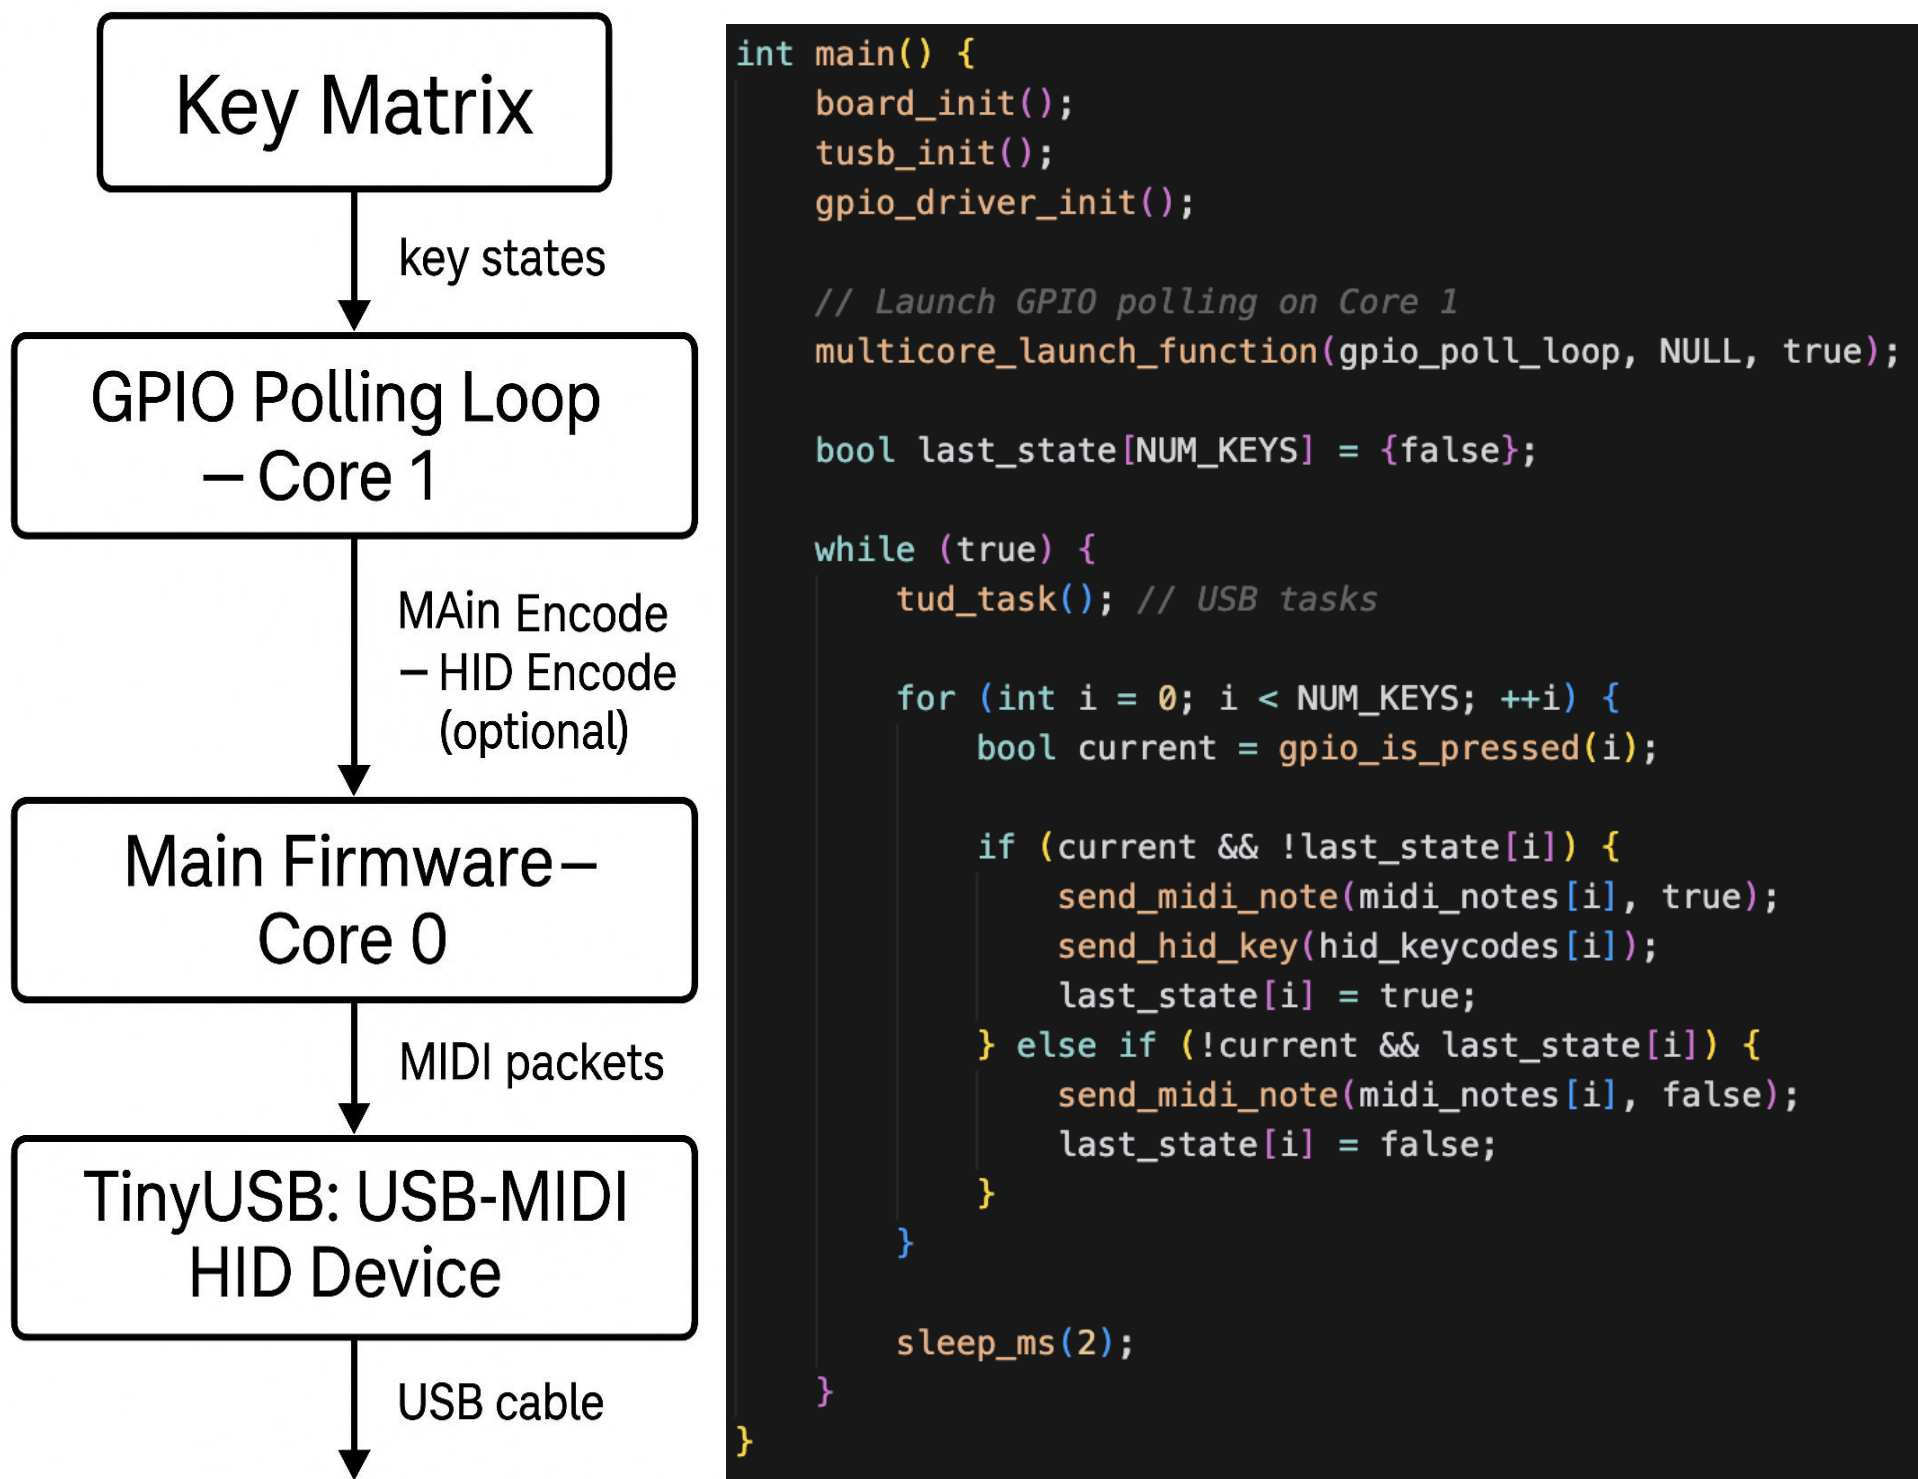 Key Matrix
key states
GPIO Polling Loop
– Core 1
MAin Encode
– HID Encode
(optional)
Main Firmware –
Core 0
MIDI packets
TinyUSB: USB-MIDI
HID Device
USB cable
int main() {
    board_init();
    tusb_init();
    gpio_driver_init();
    // Launch GPIO polling on Core 1
    multicore_launch_function(gpio_poll_loop, NULL, true);
    bool last_state[NUM_KEYS] = {false};
    while (true) {
        tud_task(); // USB tasks
        for (int i = 0; i < NUM_KEYS; ++i) {
            bool current = gpio_is_pressed(i);
            if (current && !last_state[i]) {
                send_midi_note(midi_notes[i], true);
                send_hid_key(hid_keycodes[i]);
                last_state[i] = true;
            } else if (!current && last_state[i]) {
                send_midi_note(midi_notes[i], false);
                last_state[i] = false;
            }
        }
        sleep_ms(2);
    }
}